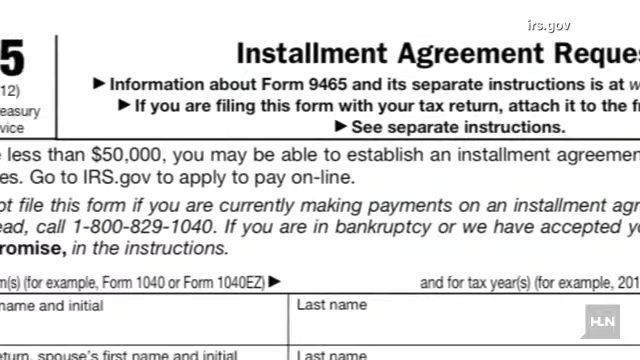 irs.gov
5
Installment Agreement Reques
12)
▶ Information about Form 9465 and its separate instructions is at w
easury
▶ If you are filing this form with your tax return, attach it to the fr
vice
▶ See separate instructions.
e less than $50,000, you may be able to establish an installment agreemen
es. Go to IRS.gov to apply to pay on-line.
ot file this form if you are currently making payments on an installment agr
ead, call 1-800-829-1040. If you are in bankruptcy or we have accepted yo
promise, in the instructions.
m(s) (for example, Form 1040 or Form 1040EZ) ▶ and for tax year(s) (for example, 201
name and initial Last name
eturn, spouse's first name and initial Last name
HLN